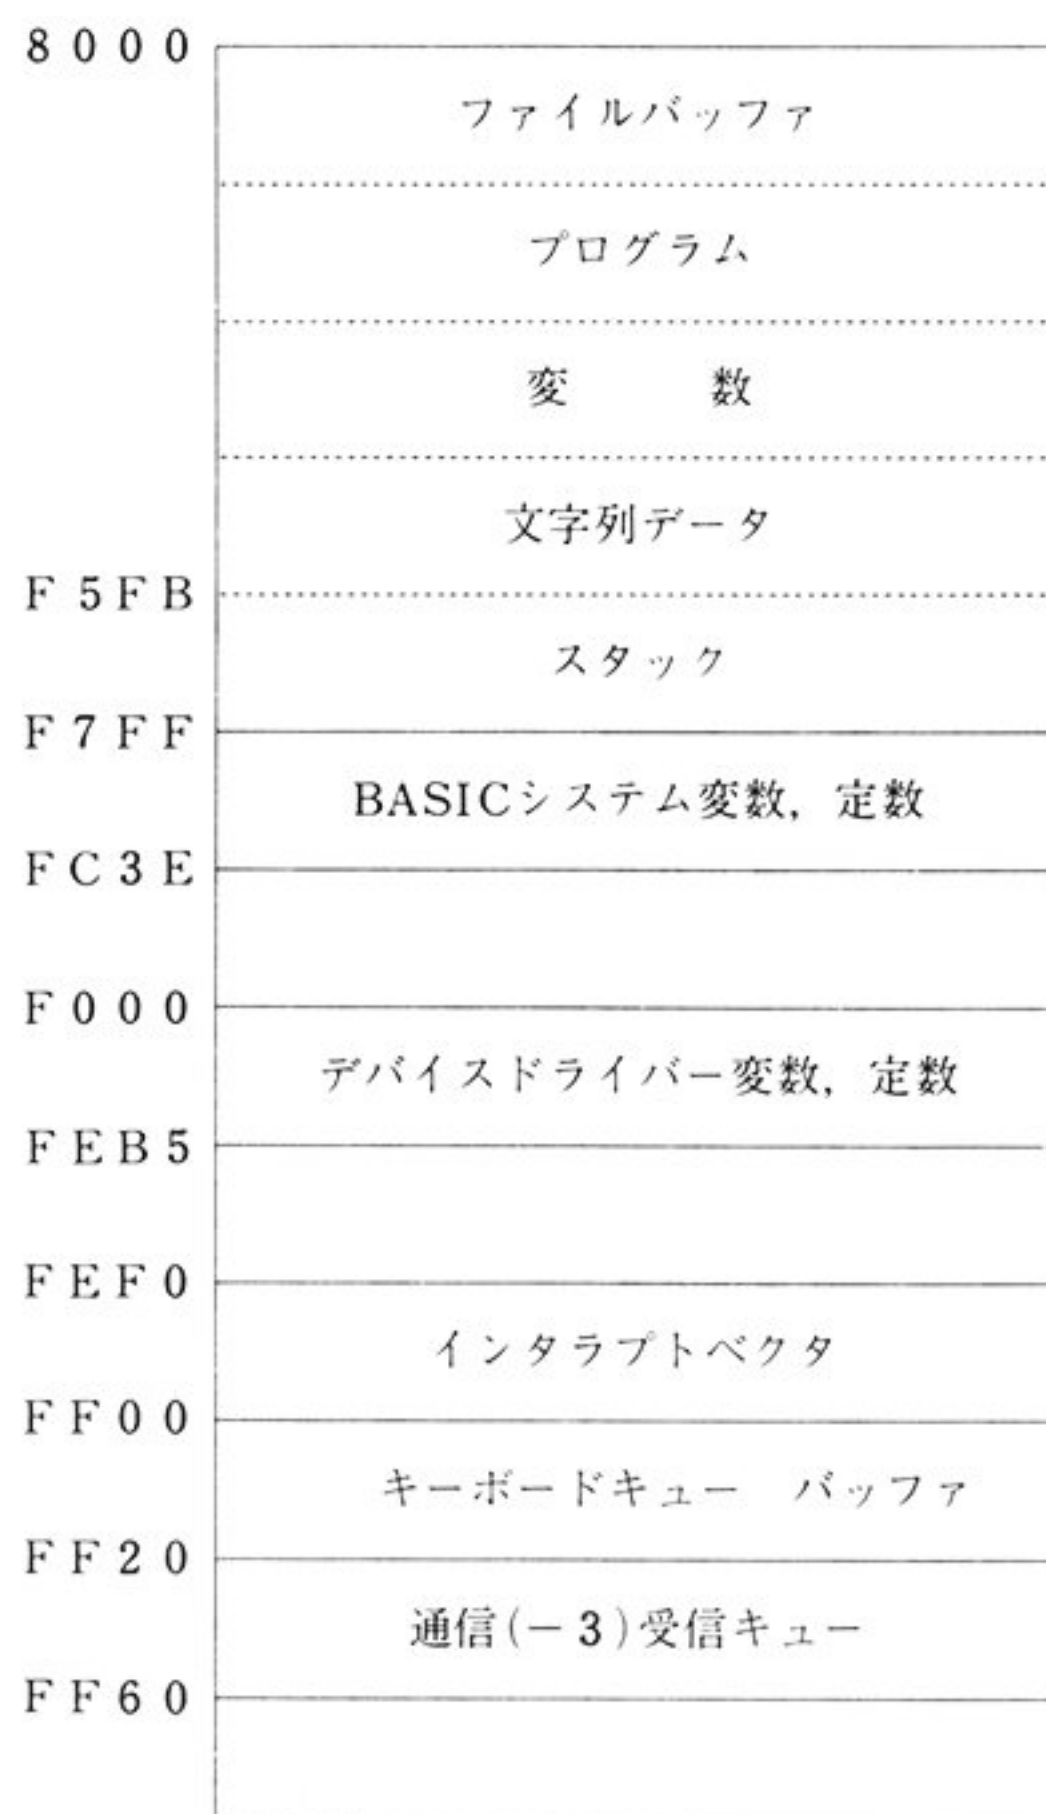 8000
ファイルバッファ
プログラム
変　数
文字列データ
F5FB
スタック
F7FF
BASICシステム変数, 定数
FC3E
F000
デバイスドライバー変数, 定数
FEB5
FEF0
インタラプトベクタ
FF00
キーボードキュー　バッファ
FF20
通信(-3)受信キュー
FF60